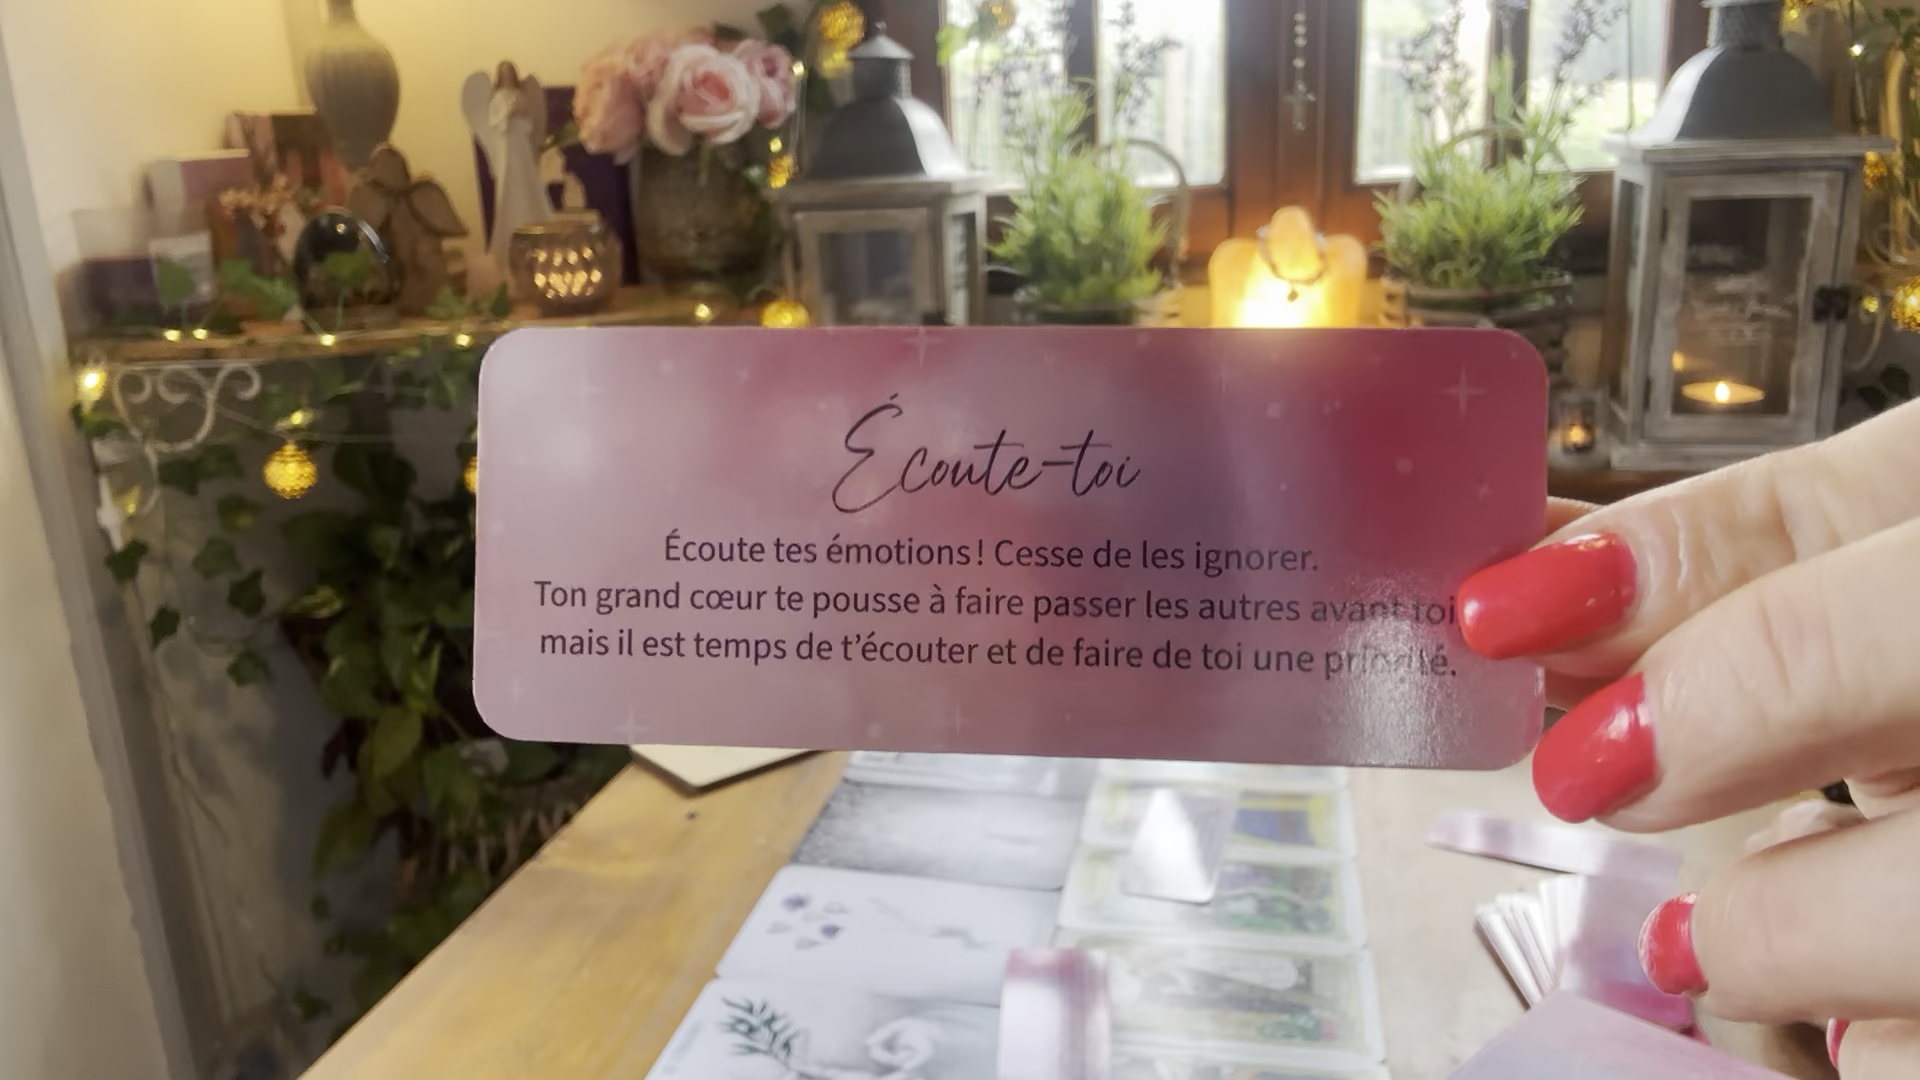 Écoute-toi
Écoute tes émotions ! Cesse de les ignorer.
Ton grand cœur te pousse à faire passer les autres avant toi
mais il est temps de t’écouter et de faire de toi une priorité.